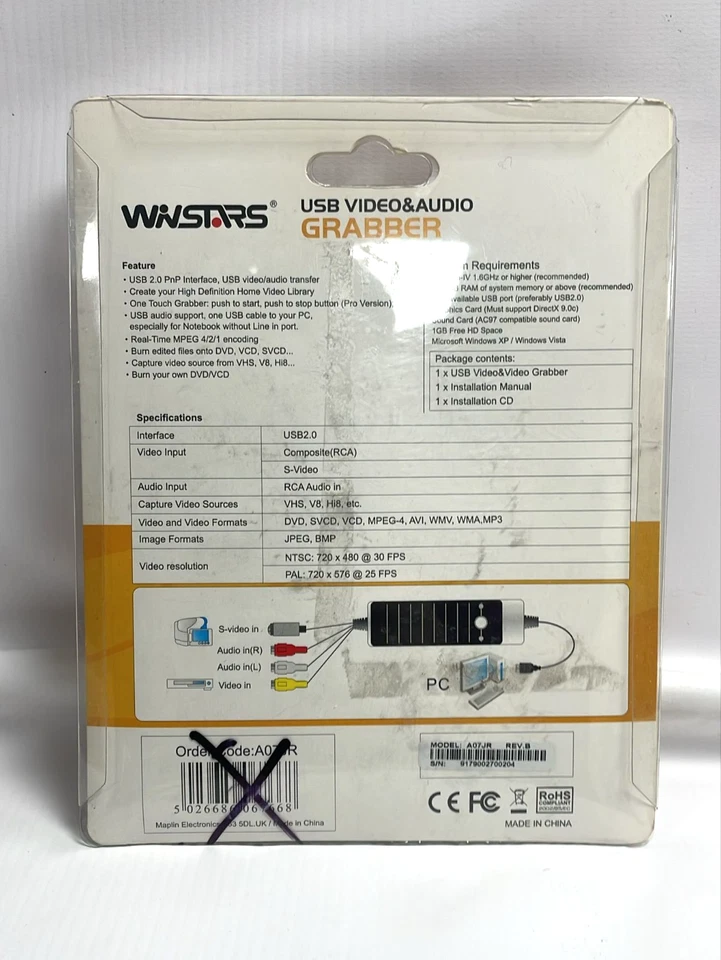 WINSTARS®
USB VIDEO&AUDIO
GRABBER
Feature
• USB 2.0 PnP Interface, USB video/audio transfer
• Create your High Definition Home Video Library
• One Touch Grabber: push to start, push to stop button (Pro Version)
• USB audio support, one USB cable to your PC,
especially for Notebook without Line in port.
• Real-Time MPEG 4/2/1 encoding
• Burn edited files onto DVD, VCD, SVCD...
• Capture video source from VHS, V8, Hi8...
• Burn your own DVD/VCD
Requirements
1.6GHz or higher (recommended)
RAM of system memory or above (recommended)
USB port (preferably USB2.0)
Card (Must support DirectX 9.0c)
Card (AC97 compatible sound card)
1GB Free HD Space
Microsoft Windows XP / Windows Vista
Package contents:
1 x USB Video&Video Grabber
1 x Installation Manual
1 x Installation CD
Specifications
Interface USB2.0
Video Input Composite(RCA)
S-Video
Audio Input RCA Audio in
Capture Video Sources VHS, V8, Hi8, etc.
Video and Video Formats DVD, SVCD, VCD, MPEG-4, AVI, WMV, WMA,MP3
Image Formats JPEG, BMP
Video resolution NTSC: 720 x 480 @ 30 FPS
PAL: 720 x 576 @ 25 FPS
S-video in
Audio in(R)
Audio in(L)
Video in
PC
MODEL: A07JR REV.B
S/N: 9179002700204
CE FC RoHS
COMPLIANT
MADE IN CHINA
5 02668
Maplin Electronics 5DL.UK / in China